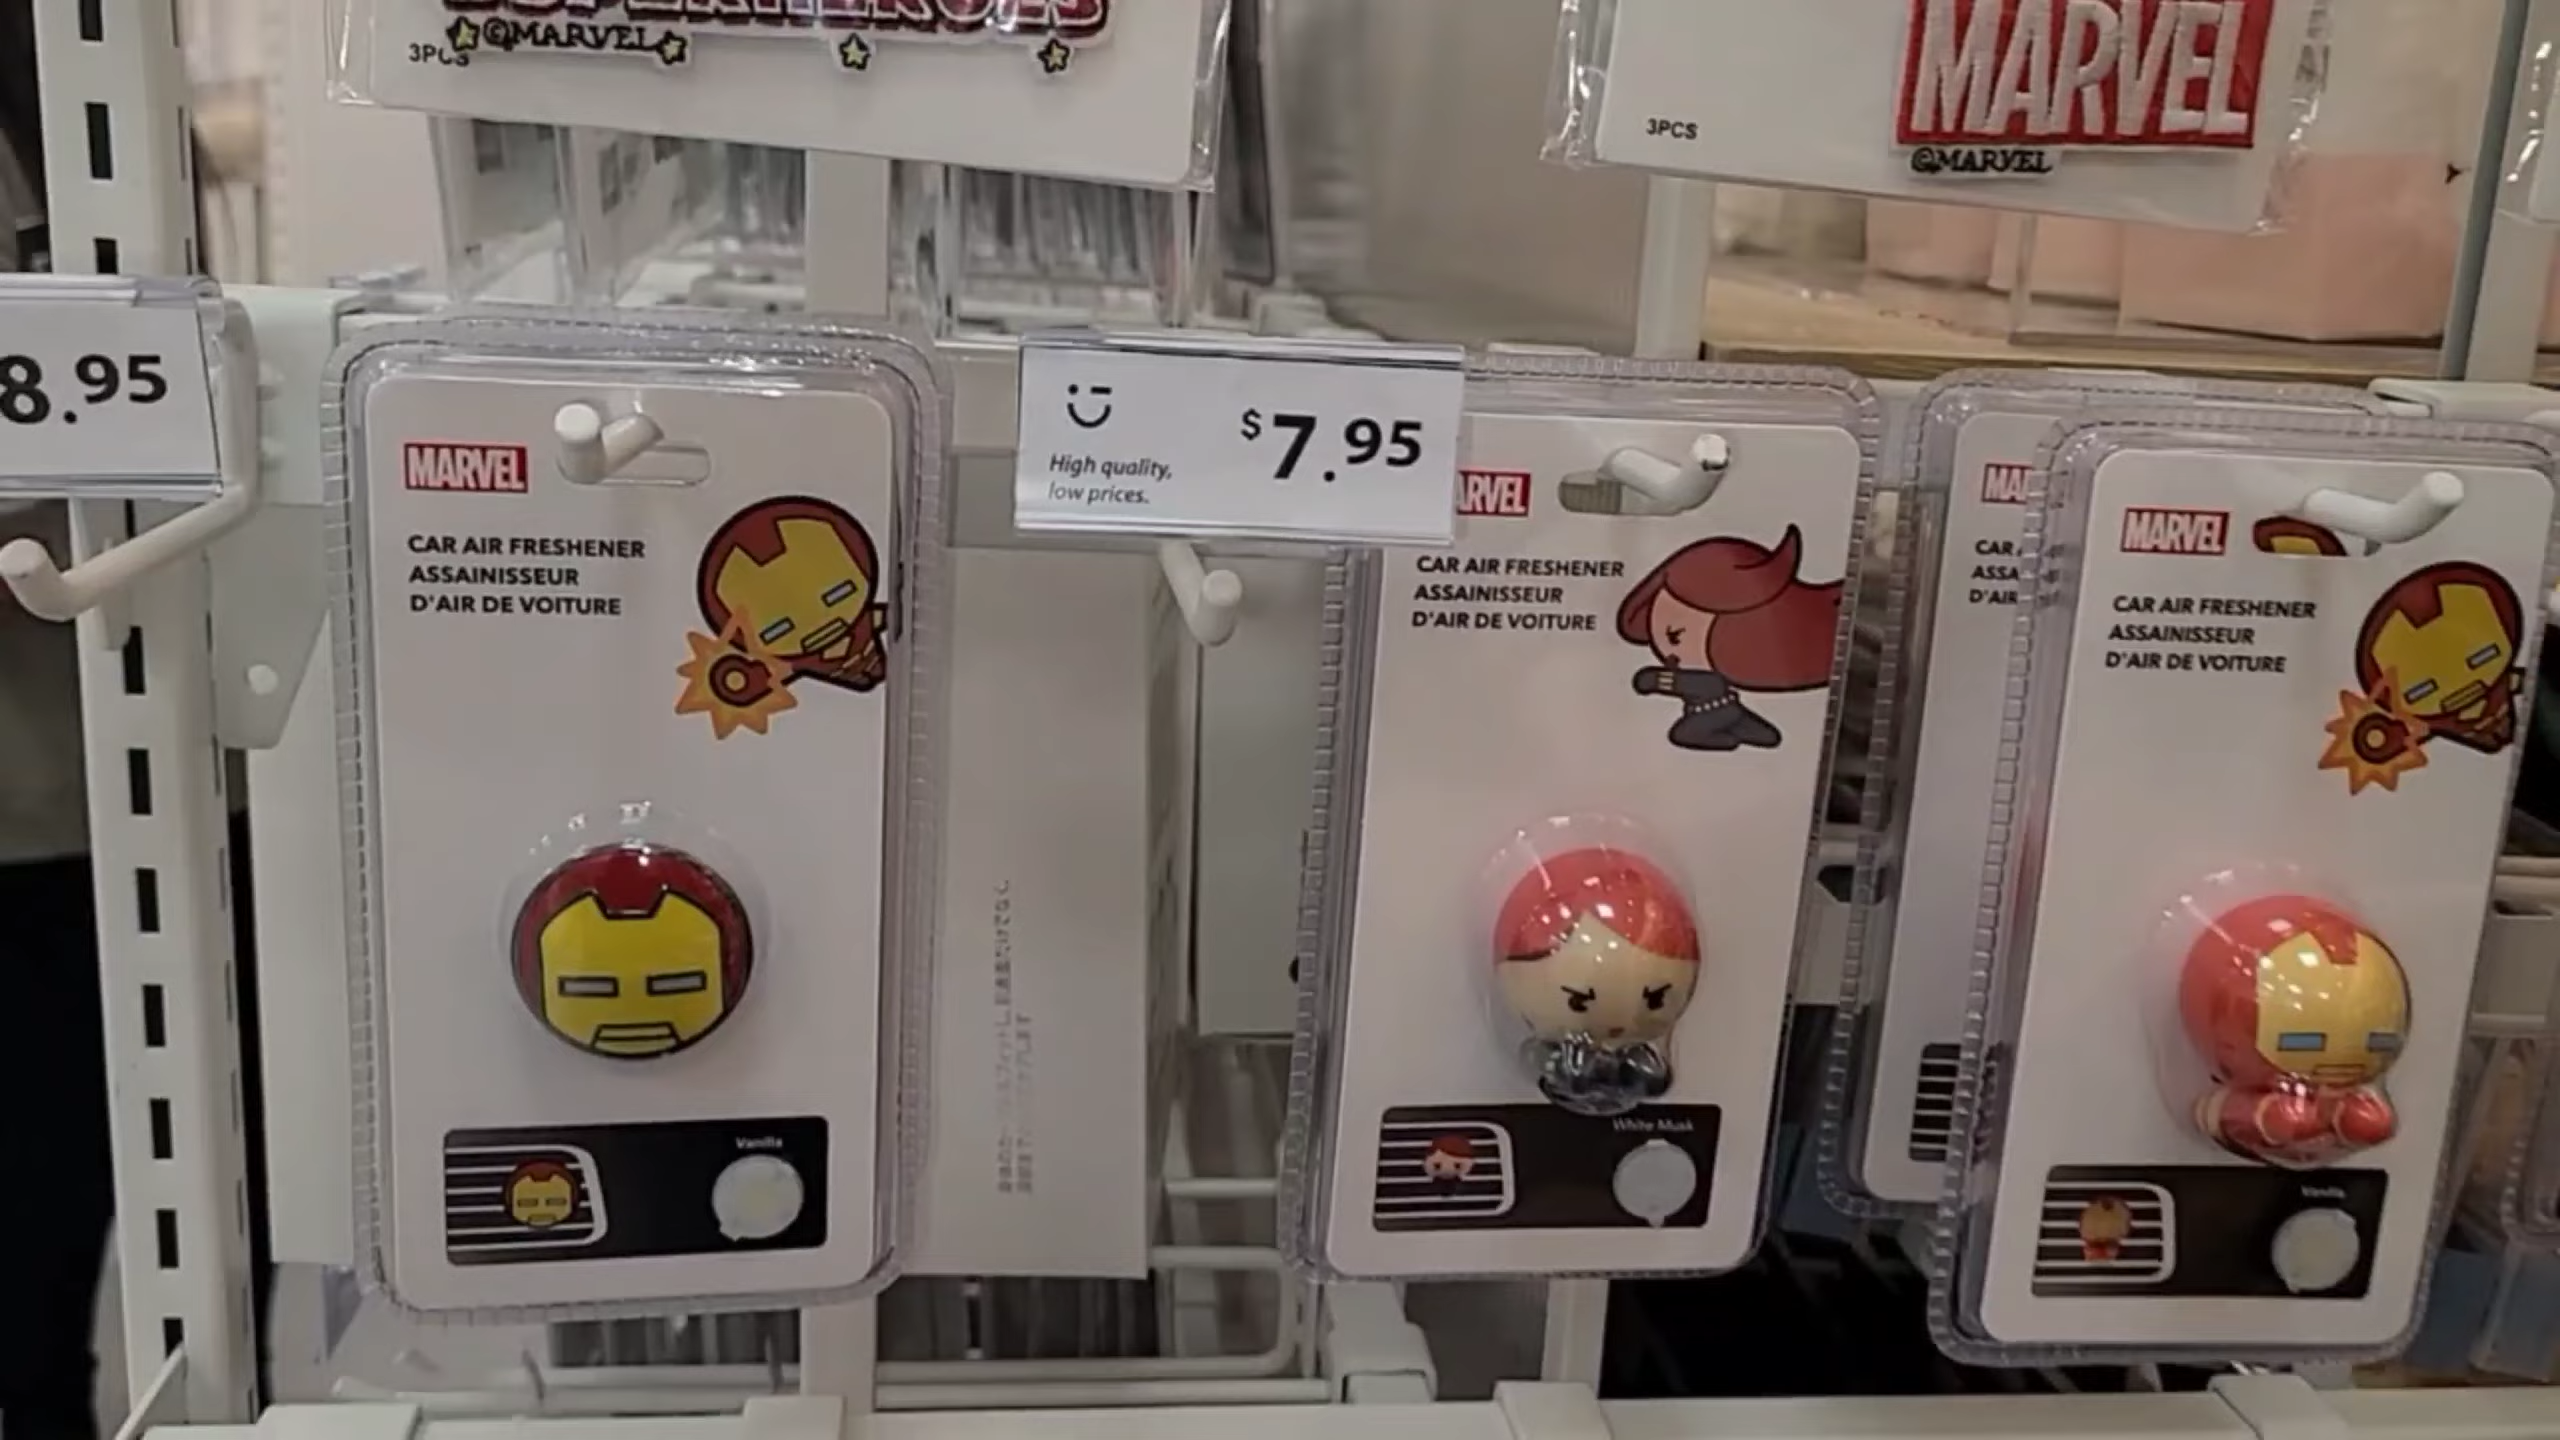 3PCS
©MARVEL
MARVEL
3PCS
©MARVEL
8.95
$7.95
High quality,
low prices.
MARVEL
CAR AIR FRESHENER
ASSAINISSEUR
D'AIR DE VOITURE
Vanilla
CAR AIR FRESHENER
ASSAINISSEUR
D'AIR DE VOITURE
White Musk
MARVEL
CAR AIR FRESHENER
ASSAINISSEUR
D'AIR DE VOITURE
Vanilla